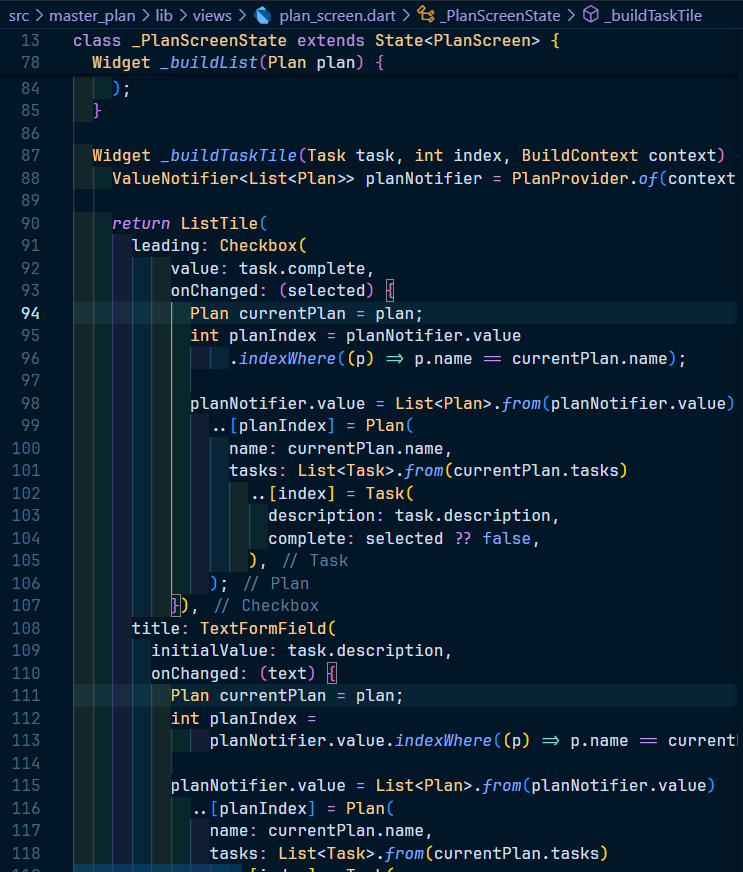 src > master_plan > lib > views > plan_screen.dart > _PlanScreenState > _buildTaskTile
13 class _PlanScreenState extends State<PlanScreen> {
78   Widget _buildList(Plan plan) {
84     );
85   }
86
87   Widget _buildTaskTile(Task task, int index, BuildContext context)
88     ValueNotifier<List<Plan>> planNotifier = PlanProvider.of(context
89
90     return ListTile(
91       leading: Checkbox(
92           value: task.complete,
93           onChanged: (selected) {
94             Plan currentPlan = plan;
95             int planIndex = planNotifier.value
96                 .indexWhere((p) => p.name == currentPlan.name);
97
98             planNotifier.value = List<Plan>.from(planNotifier.value)
99               ..[planIndex] = Plan(
100                 name: currentPlan.name,
101                 tasks: List<Task>.from(currentPlan.tasks)
102                   ..[index] = Task(
103                     description: task.description,
104                     complete: selected ?? false,
105                   ), // Task
106               ); // Plan
107           }), // Checkbox
108       title: TextFormField(
109         initialValue: task.description,
110         onChanged: (text) {
111           Plan currentPlan = plan;
112           int planIndex =
113               planNotifier.value.indexWhere((p) => p.name == current
114
115           planNotifier.value = List<Plan>.from(planNotifier.value)
116             ..[planIndex] = Plan(
117               name: currentPlan.name,
118               tasks: List<Task>.from(currentPlan.tasks)